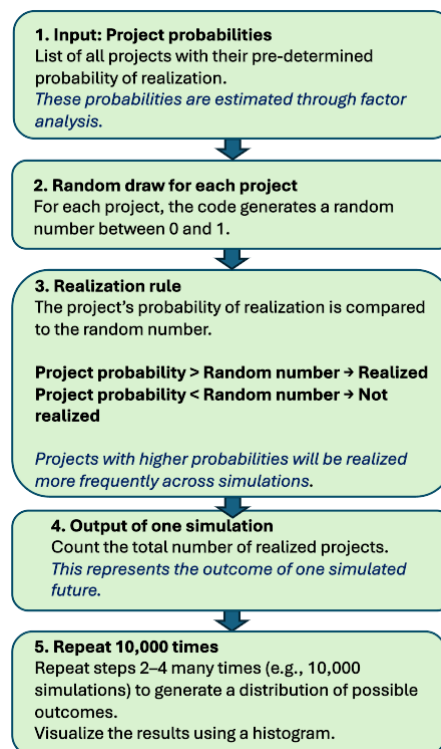 1. Input: Project probabilities
List of all projects with their pre-determined
probability of realization.
These probabilities are estimated through factor
analysis.
2. Random draw for each project
For each project, the code generates a random
number between 0 and 1.
3. Realization rule
The project's probability of realization is compared
to the random number.
Project probability > Random number → Realized
Project probability < Random number → Not
realized
Projects with higher probabilities will be realized
more frequently across simulations.
4. Output of one simulation
Count the total number of realized projects.
This represents the outcome of one simulated
future.
5. Repeat 10,000 times
Repeat steps 2–4 many times (e.g., 10,000
simulations) to generate a distribution of possible
outcomes.
Visualize the results using a histogram.